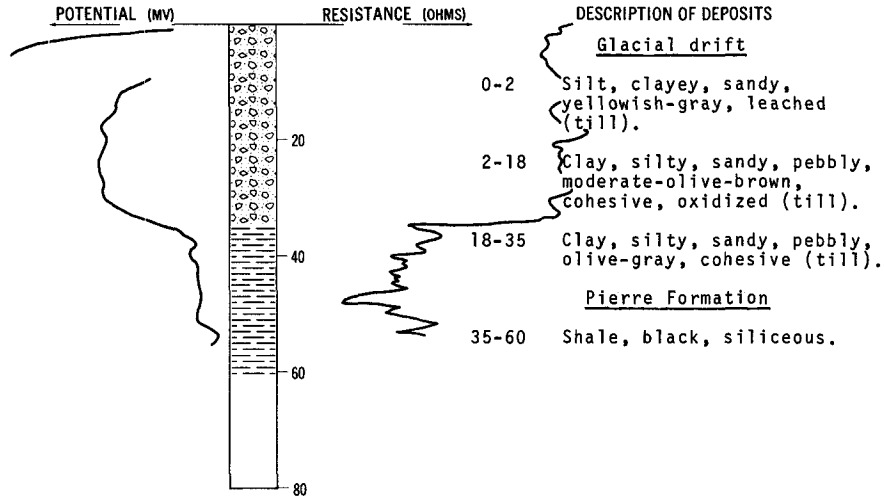 POTENTIAL (MV)
RESISTANCE (OHMS)
DESCRIPTION OF DEPOSITS
Glacial drift
0-2 Silt, clayey, sandy,
yellowish-gray, leached
(till).
20
2-18 Clay, silty, sandy, pebbly,
moderate-olive-brown,
cohesive, oxidized (till).
18-35 Clay, silty, sandy, pebbly,
olive-gray, cohesive (till).
40
Pierre Formation
35-60 Shale, black, siliceous.
60
80